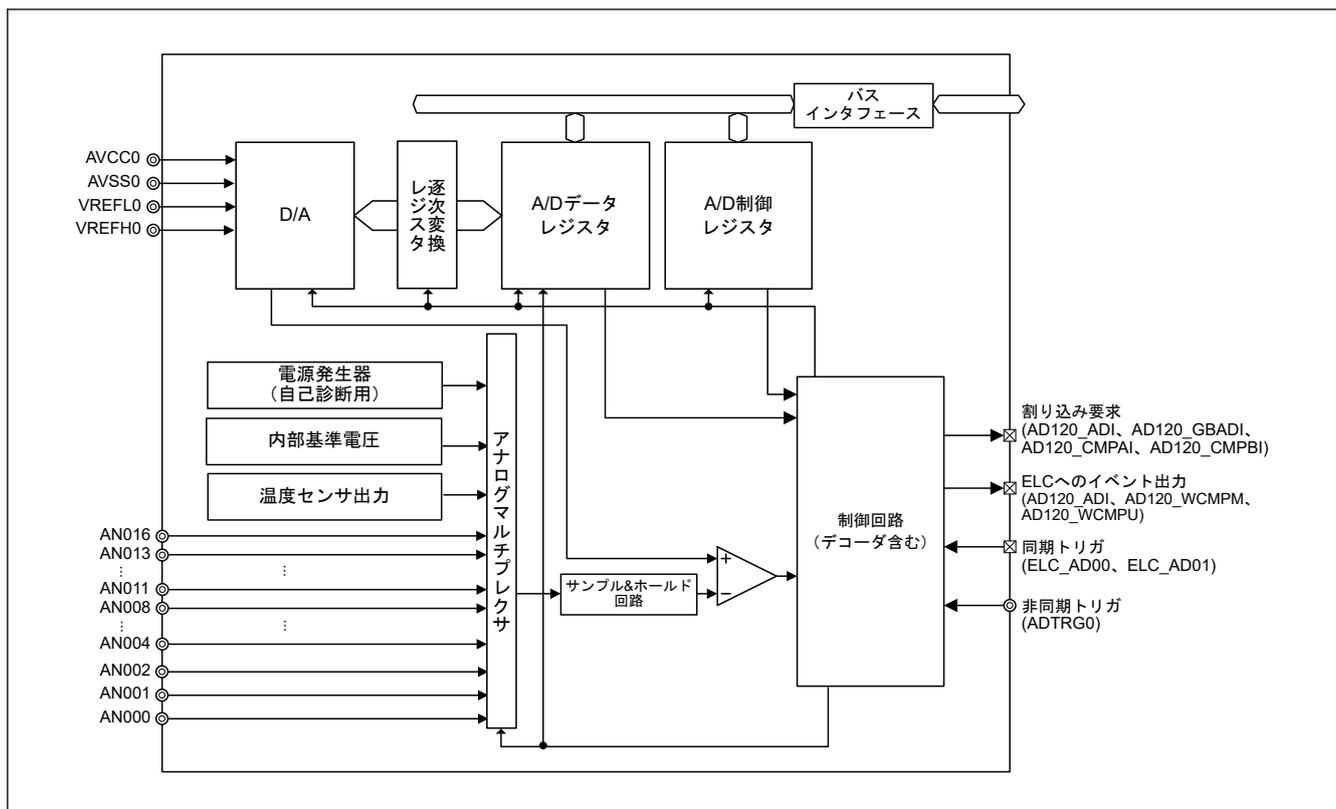 バス
インタフェース
AVCC0
AVSS0
VREFL0
VREFH0
D/A
逐次変換
レジスタ
A/Dデータ
レジスタ
A/D制御
レジスタ
電源発生器
（自己診断用）
内部基準電圧
温度センサ出力
アナログマルチプレクサ
AN016
AN013
…
…
AN011
AN008
…
…
AN004
AN002
AN001
AN000
サンプル&ホールド
回路
+
−
制御回路
（デコーダ含む）
割り込み要求
(AD120_ADI、AD120_GBADI、
AD120_CMPAI、AD120_CMPBI)
ELCへのイベント出力
(AD120_ADI、AD120_WCMPM、
AD120_WCMPU)
同期トリガ
(ELC_AD00、ELC_AD01)
非同期トリガ
(ADTRG0)